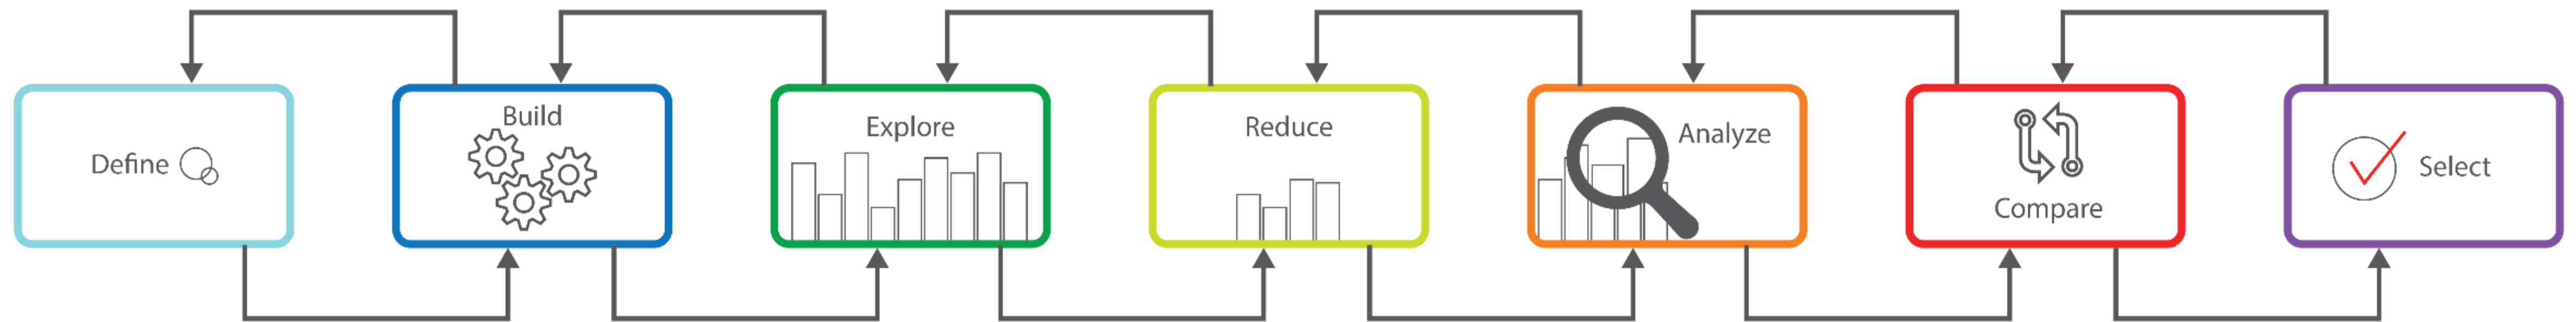 Define
Build
Explore
Reduce
Analyze
Compare
Select